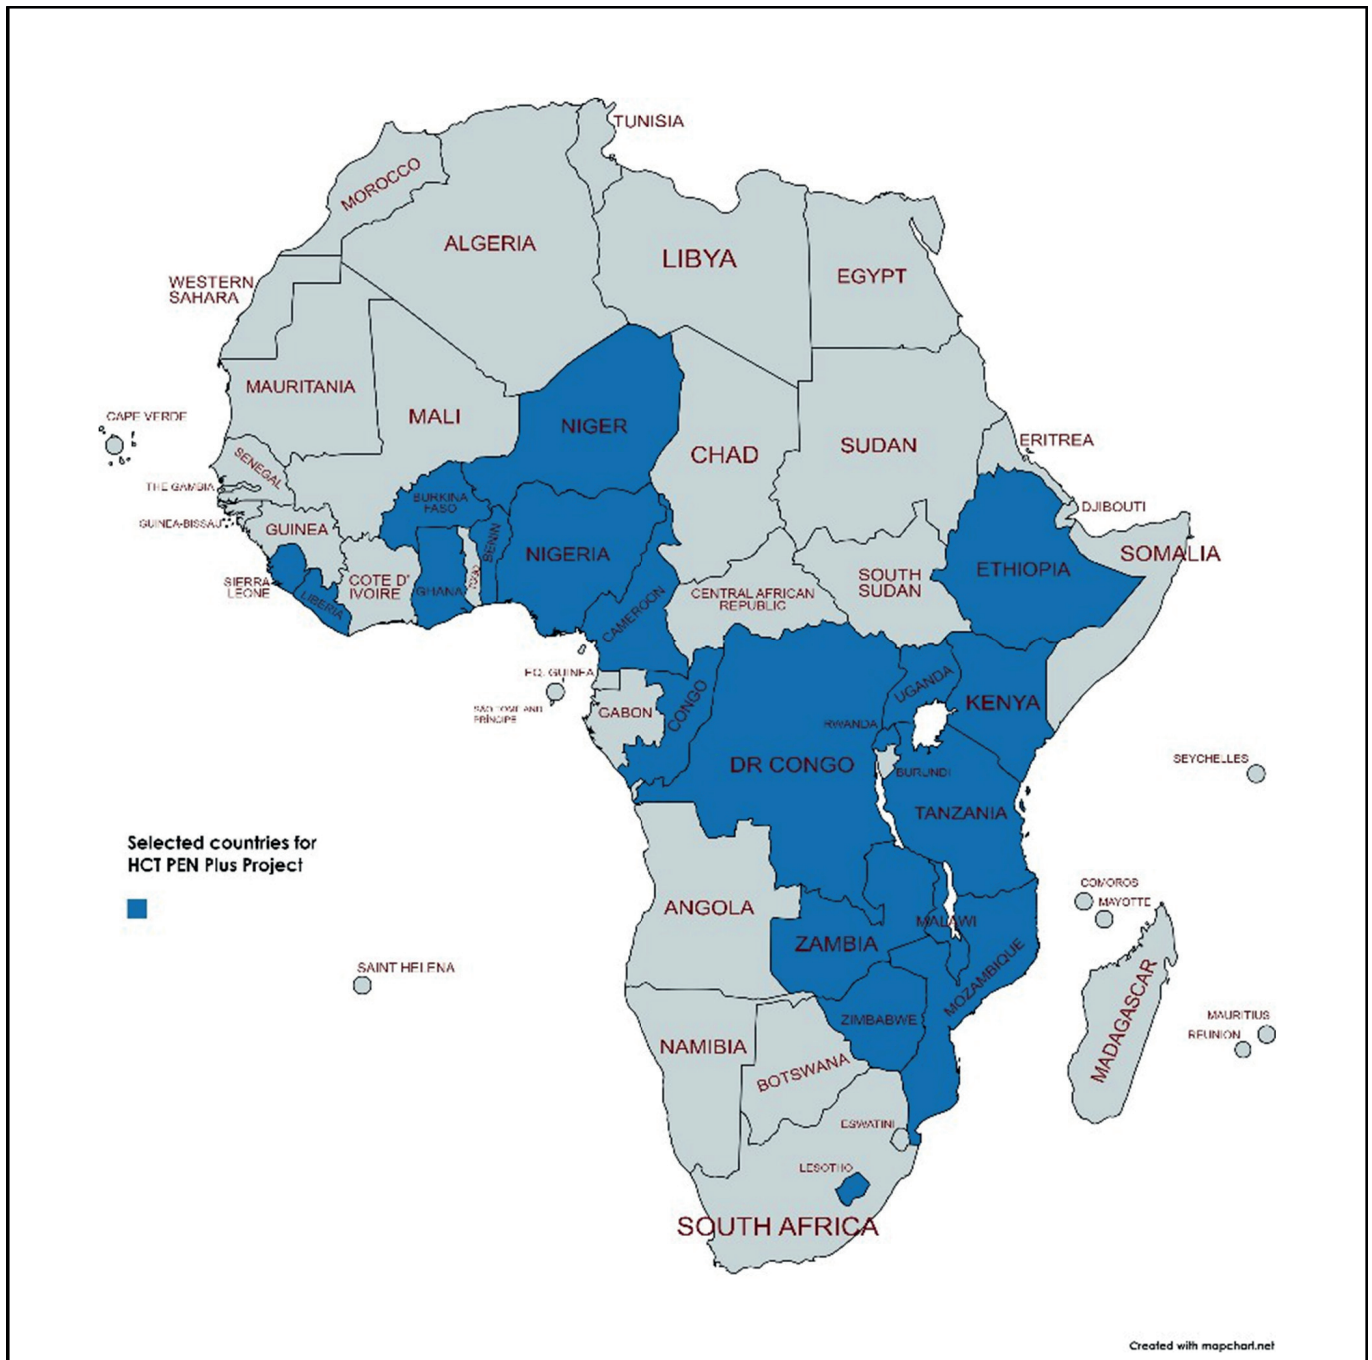 TUNISIA
MOROCCO
ALGERIA
LIBYA
EGYPT
WESTERN
SAHARA
MAURITANIA
MALI
NIGER
CHAD
SUDAN
ERITREA
CAPE VERDE
SENEGAL
THE GAMBIA
GUINEA-BISSAU
GUINEA
BURKINA
FASO
BENIN
NIGERIA
DJIBOUTI
SOMALIA
ETHIOPIA
SOUTH
SUDAN
CENTRAL AFRICAN
REPUBLIC
SIERRA
LEONE
LIBERIA
COTE D'
IVOIRE
GHANA
TOGO
CAMEROON
EQ. GUINEA
SAO TOME AND
PRÍNCIPE
GABON
CONGO
UGANDA
KENYA
RWANDA
DR CONGO
BURUNDI
TANZANIA
SEYCHELLES
Selected countries for
HCT PEN Plus Project
ANGOLA
ZAMBIA
MALAWI
MOZAMBIQUE
COMOROS
MAYOTTE
SAINT HELENA
ZIMBABWE
MADAGASCAR
MAURITIUS
REUNION
NAMIBIA
BOTSWANA
ESWATINI
LESOTHO
SOUTH AFRICA
Created with mapchart.net